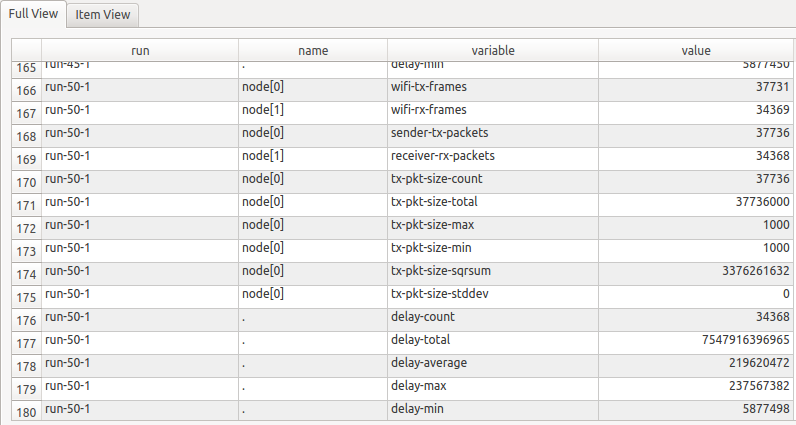 Full View Item View
run name variable value
165 run-45-1 . delay-min 5877450
166 run-50-1 node[0] wifi-tx-frames 37731
167 run-50-1 node[1] wifi-rx-frames 34369
168 run-50-1 node[0] sender-tx-packets 37736
169 run-50-1 node[1] receiver-rx-packets 34368
170 run-50-1 node[0] tx-pkt-size-count 37736
171 run-50-1 node[0] tx-pkt-size-total 37736000
172 run-50-1 node[0] tx-pkt-size-max 1000
173 run-50-1 node[0] tx-pkt-size-min 1000
174 run-50-1 node[0] tx-pkt-size-sqrsum 3376261632
175 run-50-1 node[0] tx-pkt-size-stddev 0
176 run-50-1 . delay-count 34368
177 run-50-1 . delay-total 7547916396965
178 run-50-1 . delay-average 219620472
179 run-50-1 . delay-max 237567382
180 run-50-1 . delay-min 5877498